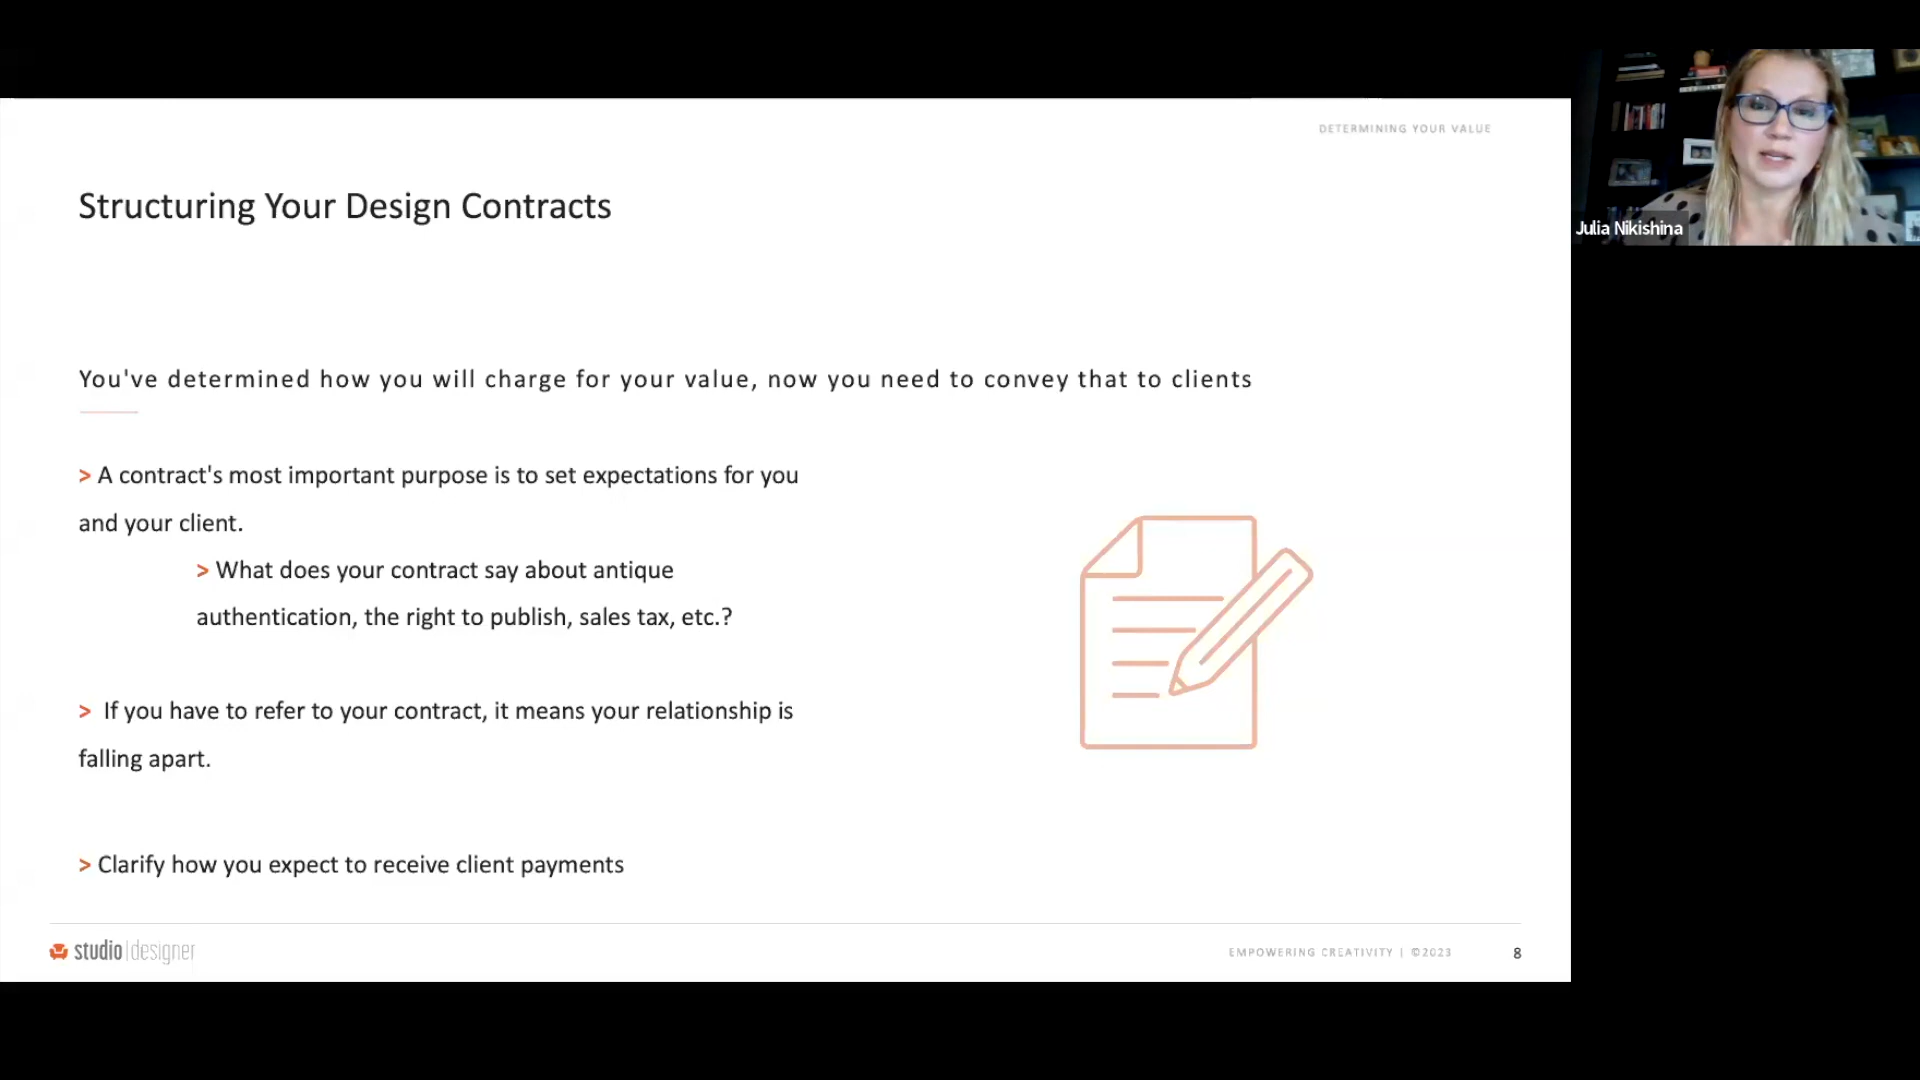 DETERMINING YOUR VALUE
Structuring Your Design Contracts
You've determined how you will charge for your value, now you need to convey that to clients
> A contract's most important purpose is to set expectations for you
and your client.
> What does your contract say about antique
authentication, the right to publish, sales tax, etc.?
> If you have to refer to your contract, it means your relationship is
falling apart.
> Clarify how you expect to receive client payments
studio|designer
EMPOWERING CREATIVITY | ©2023
8
Julia Nikishina